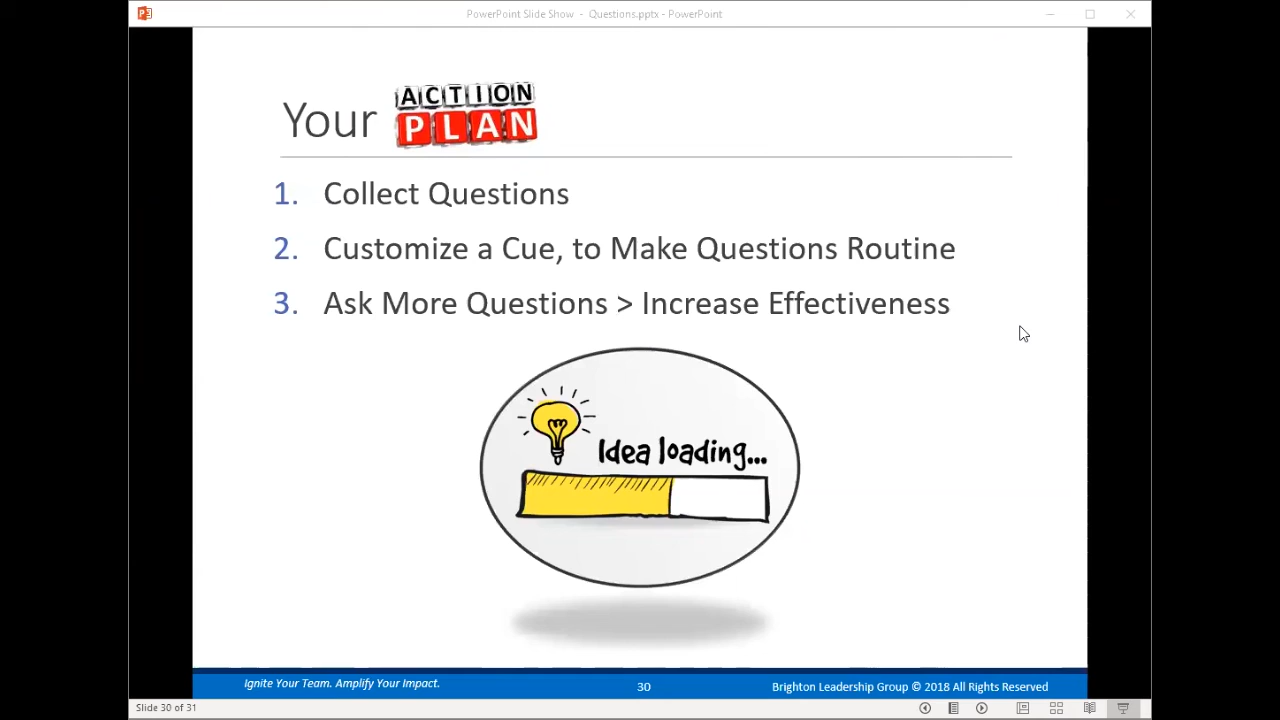 PowerPoint Slide Show - Questions.pptx - PowerPoint
Your ACTION PLAN
1. Collect Questions
2. Customize a Cue, to Make Questions Routine
3. Ask More Questions > Increase Effectiveness
Idea loading...
Ignite Your Team. Amplify Your Impact.
30
Brighton Leadership Group © 2018 All Rights Reserved
Slide 30 of 31